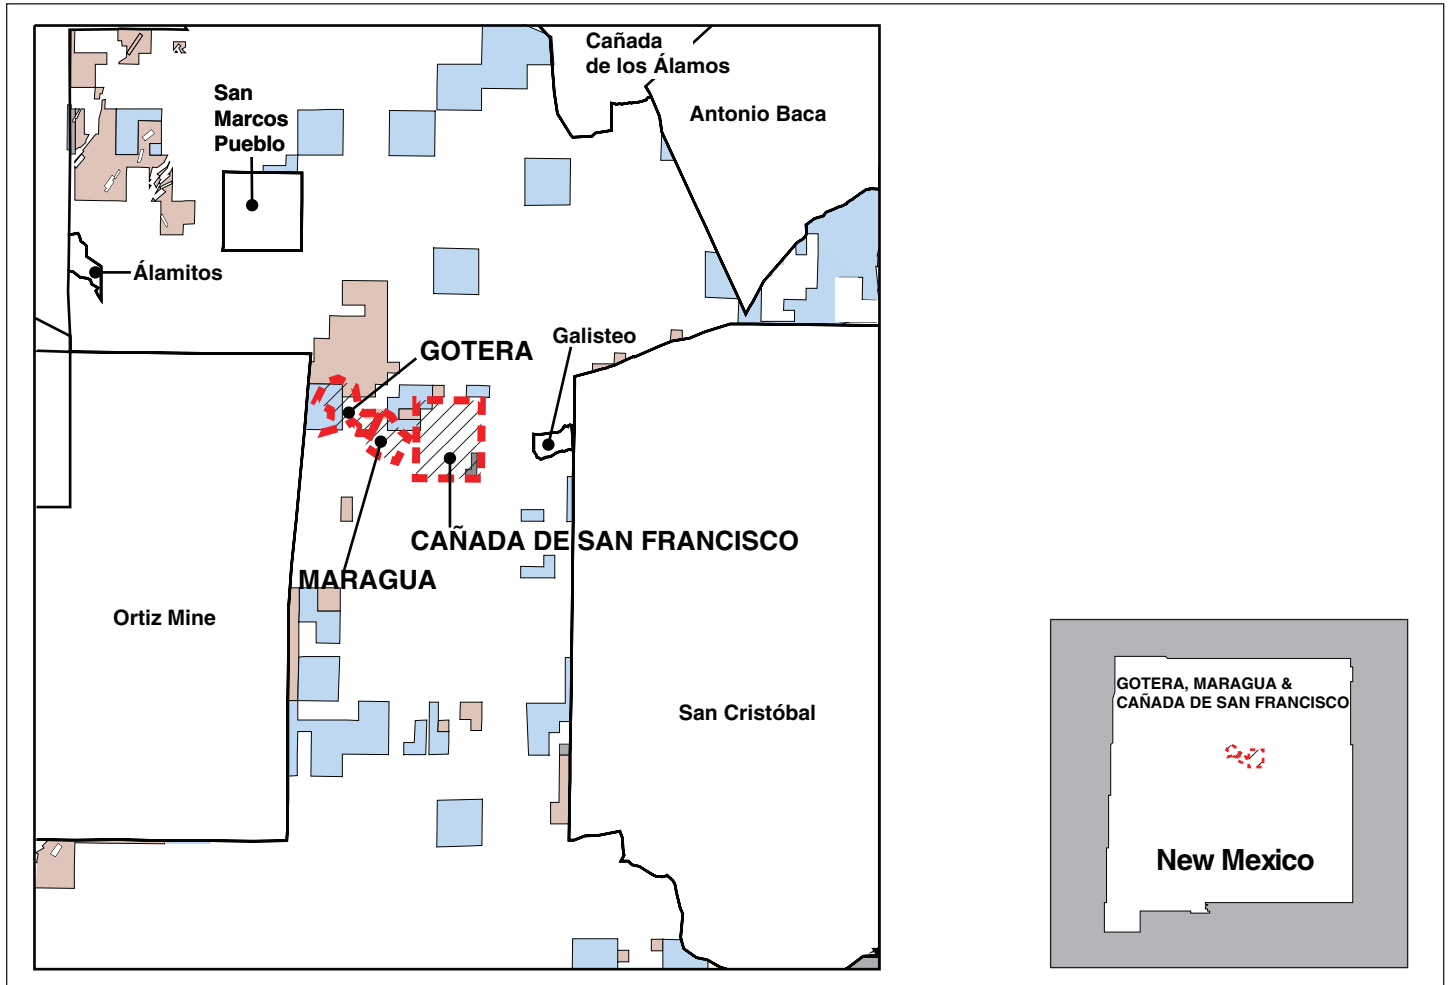 Cañada
de los Álamos
Antonio Baca
San
Marcos
Pueblo
Álamitos
Galisteo
GOTERA
CAÑADA DE SAN FRANCISCO
MARAGUA
Ortiz Mine
San Cristóbal
GOTERA, MARAGUA &
CAÑADA DE SAN FRANCISCO
New Mexico